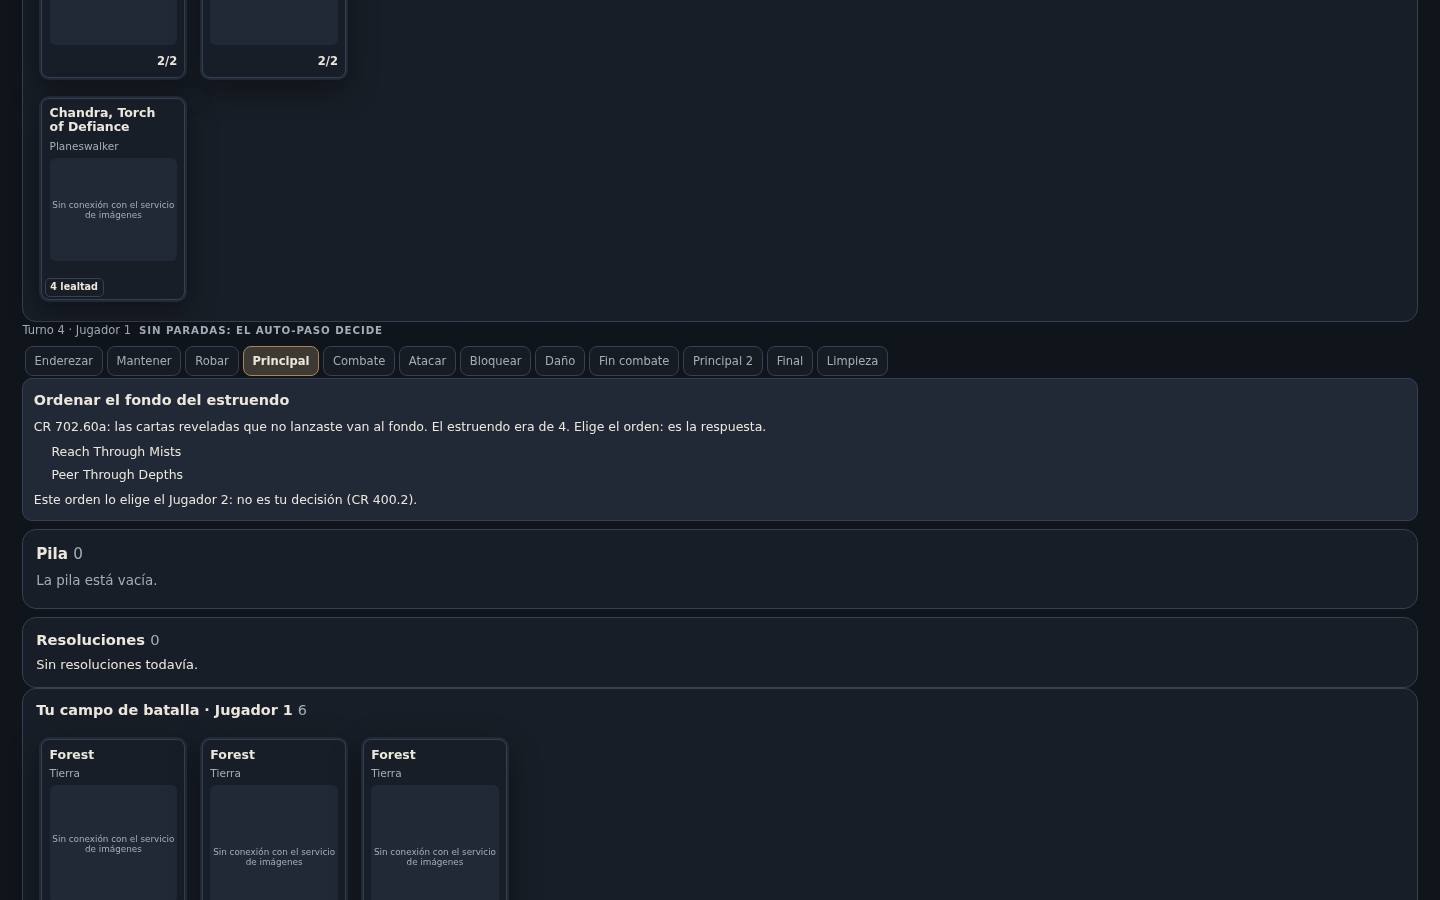 2/2
2/2
Chandra, Torch
of Defiance
Planeswalker
Sin conexión con el servicio
de imágenes
4 lealtad
Turno 4 · Jugador 1 SIN PARADAS: EL AUTO-PASO DECIDE
Enderezar Mantener Robar Principal Combate Atacar Bloquear Daño Fin combate Principal 2 Final Limpieza
Ordenar el fondo del estruendo
CR 702.60a: las cartas reveladas que no lanzaste van al fondo. El estruendo era de 4. Elige el orden: es la respuesta.
Reach Through Mists
Peer Through Depths
Este orden lo elige el Jugador 2: no es tu decisión (CR 400.2).
Pila 0
La pila está vacía.
Resoluciones 0
Sin resoluciones todavía.
Tu campo de batalla · Jugador 1 6
Forest
Tierra
Sin conexión con el servicio
de imágenes
Forest
Tierra
Sin conexión con el servicio
de imágenes
Forest
Tierra
Sin conexión con el servicio
de imágenes